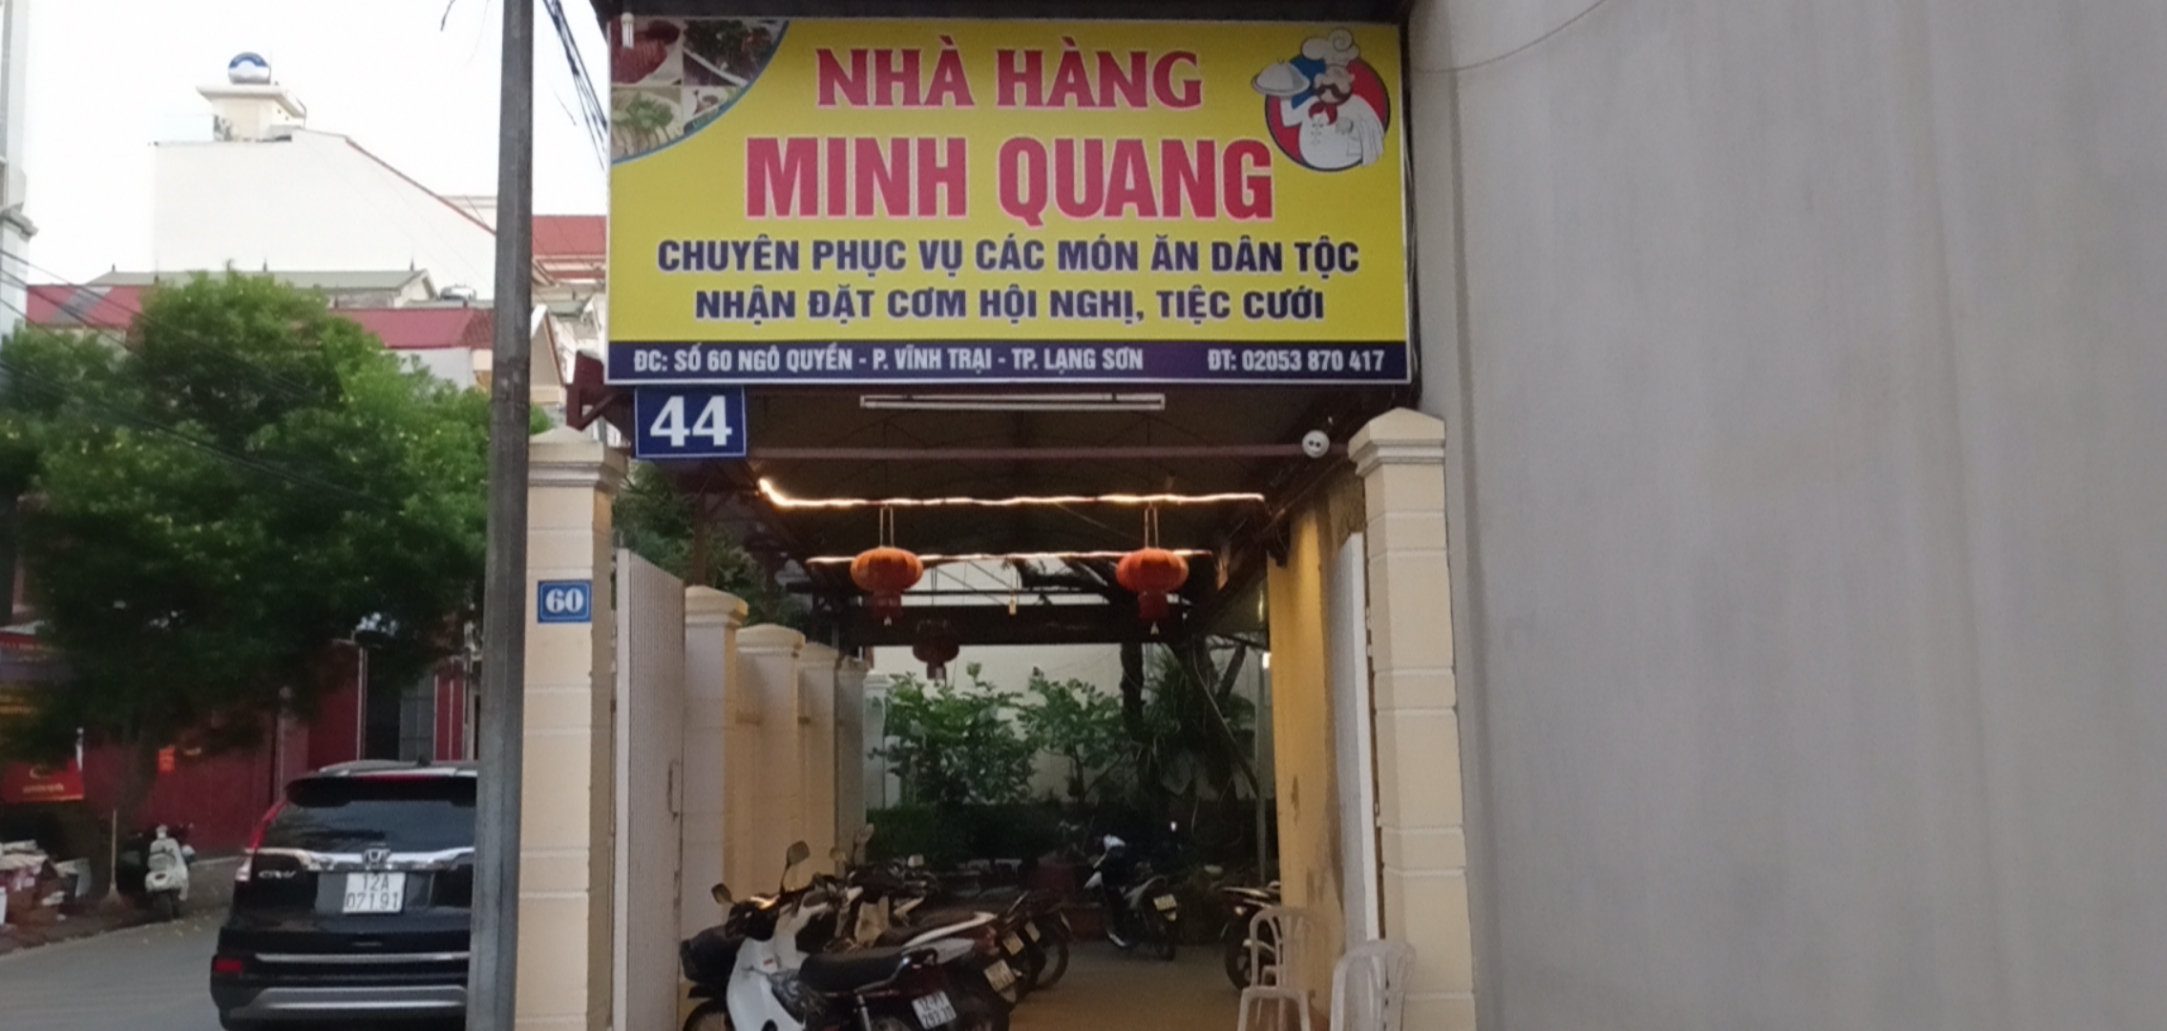 NHÀ HÀNG
MINH QUANG
CHUYÊN PHỤC VỤ CÁC MÓN ĂN DÂN TỘC
NHẬN ĐẶT CƠM HỘI NGHỊ, TIỆC CƯỚI
ĐC: SỐ 60 NGÔ QUYỀN - P. VĨNH TRẠI - TP. LẠNG SƠN ĐT: 02053 870 417
44
60
12A
07191